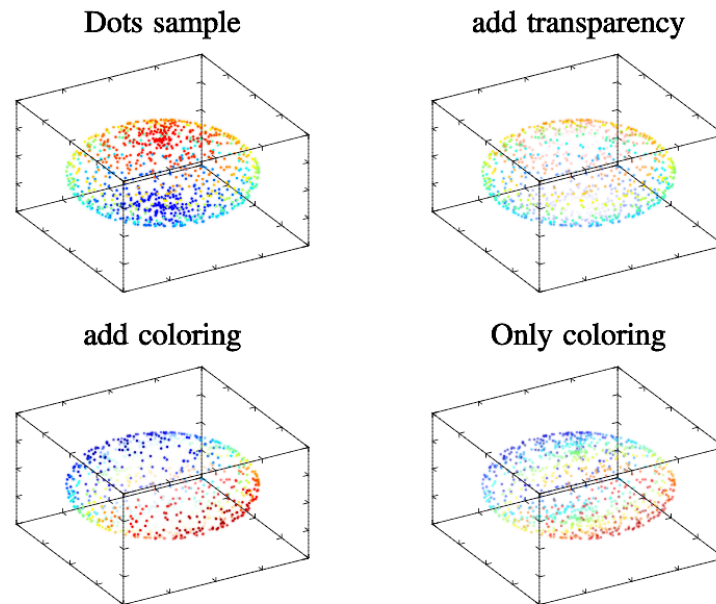 Dots sample
add transparency
add coloring
Only coloring